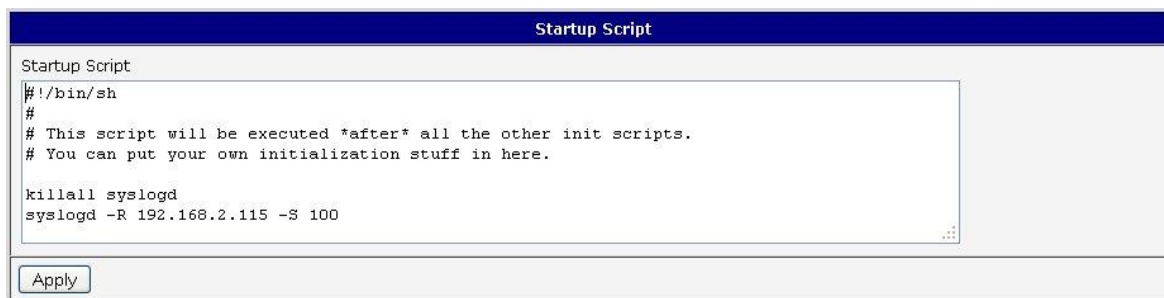 Startup Script
Startup Script
#!/bin/sh
#
# This script will be executed *after* all the other init scripts.
# You can put your own initialization stuff in here.
killall syslogd
syslogd -R 192.168.2.115 -S 100
Apply